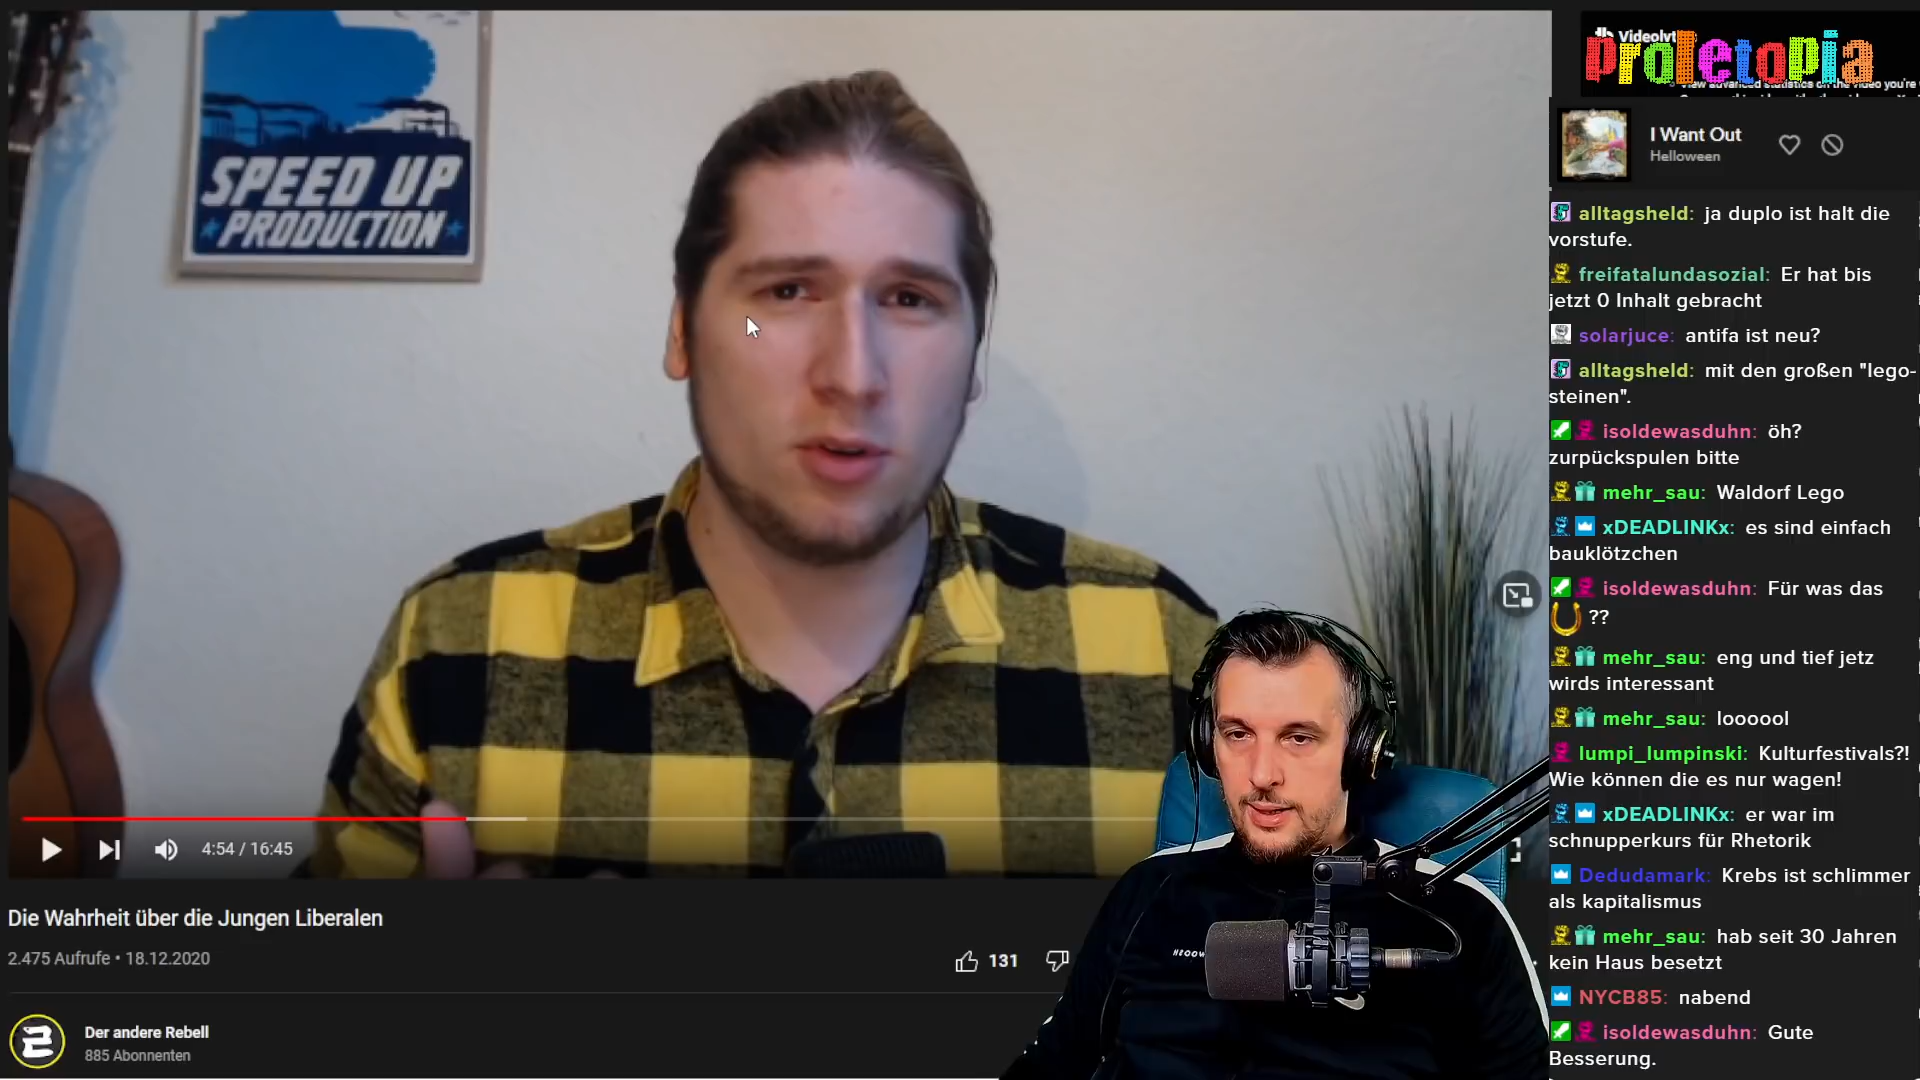 SPEED UP
PRODUCTION
4:54 / 16:45
Die Wahrheit über die Jungen Liberalen
2.475 Aufrufe • 18.12.2020
131
Der andere Rebell
885 Abonnenten
Proletopia
I Want Out
Helloween
alltagsheld: ja duplo ist halt die
vorstufe.
freifatalundasozial: Er hat bis
jetzt 0 Inhalt gebracht
solarjuce: antifa ist neu?
alltagsheld: mit den großen "lego-
steinen".
isoldewasduhn: öh?
zurpückspulen bitte
mehr_sau: Waldorf Lego
xDEADLINKx: es sind einfach
bauklötzchen
isoldewasduhn: Für was das
??
mehr_sau: eng und tief jetz
wirds interessant
mehr_sau: loooool
lumpi_lumpinski: Kulturfestivals?!
Wie können die es nur wagen!
xDEADLINKx: er war im
schnupperkurs für Rhetorik
Dedudamark: Krebs ist schlimmer
als kapitalismus
mehr_sau: hab seit 30 Jahren
kein Haus besetzt
NYCB85: nabend
isoldewasduhn: Gute
Besserung.